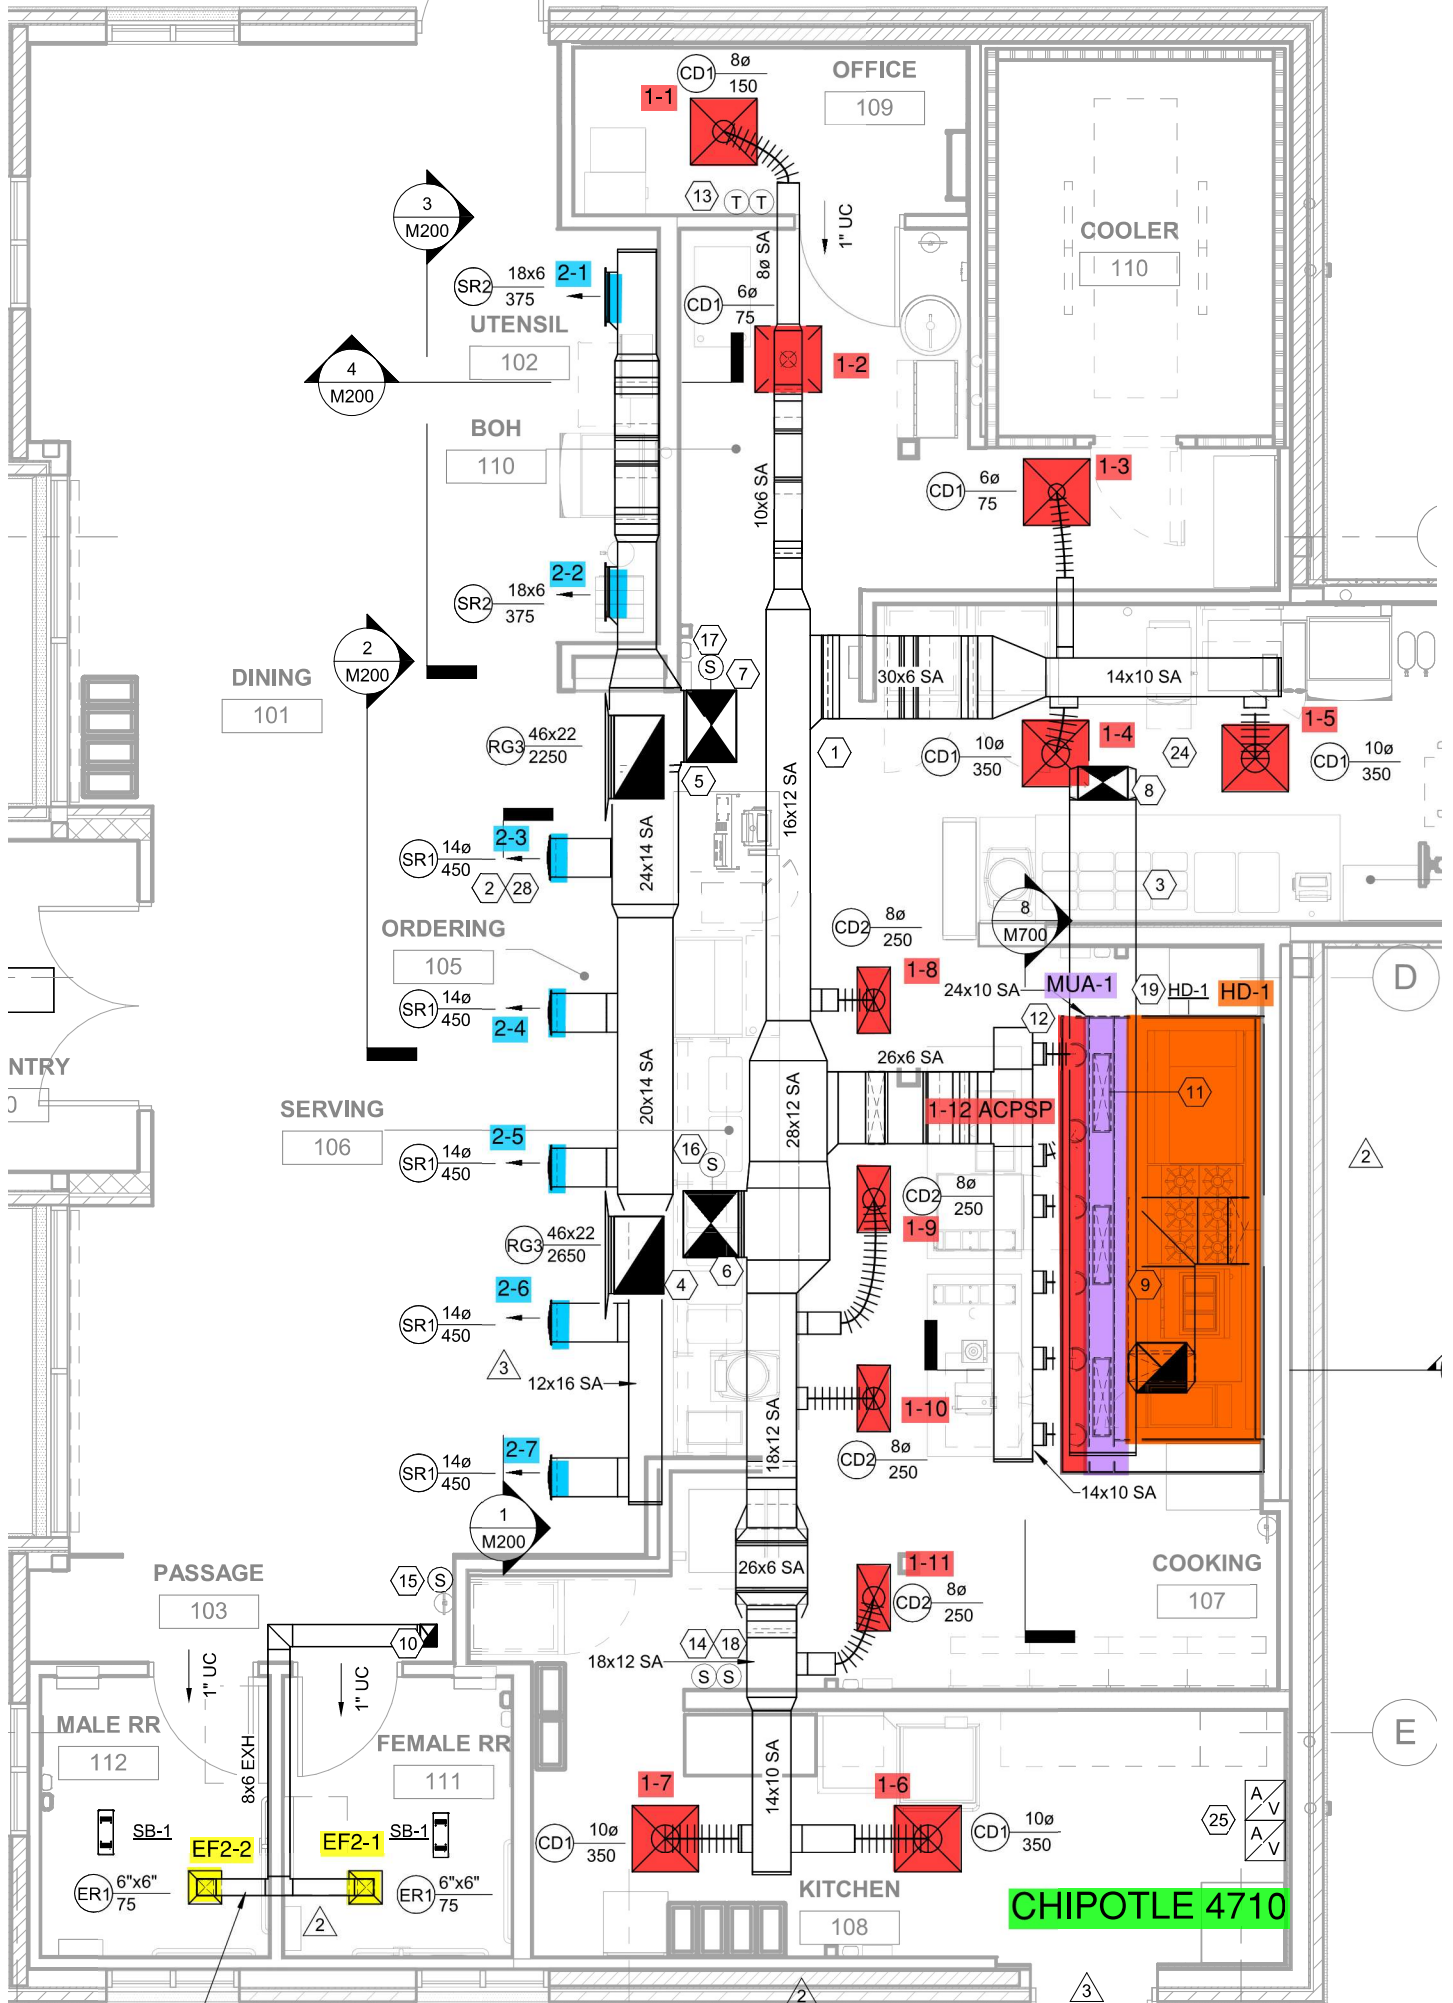 CD1 8ø 150
OFFICE
109
1-1
13 T T
1" UC
8ø SA
3
M200
COOLER
110
SR2 18x6 375
2-1
CD1 6ø 75
UTENSIL
102
4
M200
1-2
BOH
110
10x6 SA
1-3
CD1 6ø 75
2-2
SR2 18x6 375
17
S
7
2
M200
DINING
101
30x6 SA
14x10 SA
RG3 46x22 2250
5
1
1-4
CD1 10ø 350
24
1-5
CD1 10ø 350
8
16x12 SA
2-3
SR1 14ø 450
2 28
24x14 SA
3
8
M700
ORDERING
105
CD2 8ø 250
1-8
24x10 SA
MUA-1
19 HD-1
HD-1
D
SR1 14ø 450
2-4
12
26x6 SA
NTRY
0
20x14 SA
28x12 SA
1-12 ACPSP
11
SERVING
106
2-5
SR1 14ø 450
16
S
2
CD2 8ø 250
1-9
RG3 46x22 2650
4
6
9
2-6
SR1 14ø 450
3
12x16 SA
1-10
CD2 8ø 250
18x12 SA
2-7
SR1 14ø 450
14x10 SA
1
M200
26x6 SA
1-11
CD2 8ø 250
COOKING
107
PASSAGE
103
15 S
10
14 18
18x12 SA
S S
1" UC
1" UC
MALE RR
112
FEMALE RR
111
8x6 EXH
E
14x10 SA
1-7
1-6
CD1 10ø 350
CD1 10ø 350
25
A V
A V
SB-1
SB-1
EF2-2
EF2-1
ER1 6"x6" 75
ER1 6"x6" 75
2
KITCHEN
108
CHIPOTLE 4710
2
3